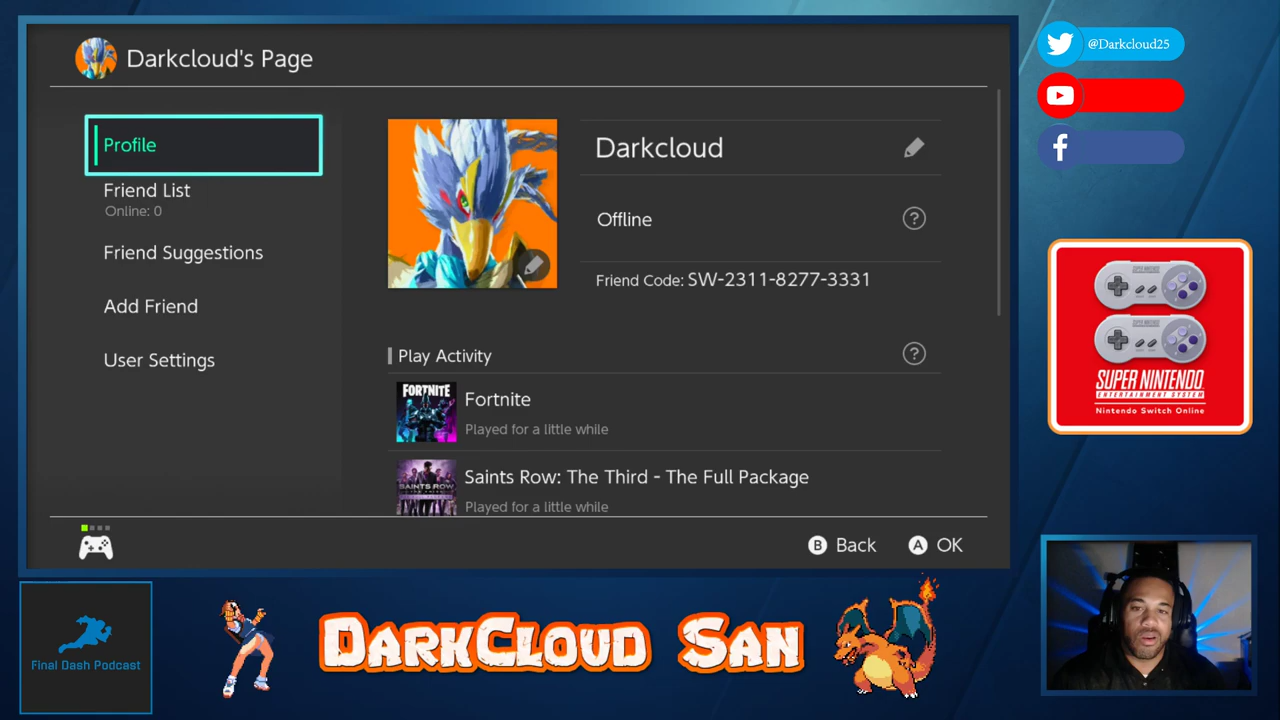 Darkcloud's Page
Profile
Friend List
Online: 0
Friend Suggestions
Add Friend
User Settings
Darkcloud
Offline
?
Friend Code: SW-2311-8277-3331
Play Activity
?
FORTNITE
Fortnite
Played for a little while
SAINTS ROW
Saints Row: The Third - The Full Package
Played for a little while
B Back
A OK
@Darkcloud25
SUPER NINTENDO
ENTERTAINMENT SYSTEM
Nintendo Switch Online
Final Dash Podcast
DARKCLOUD SAN